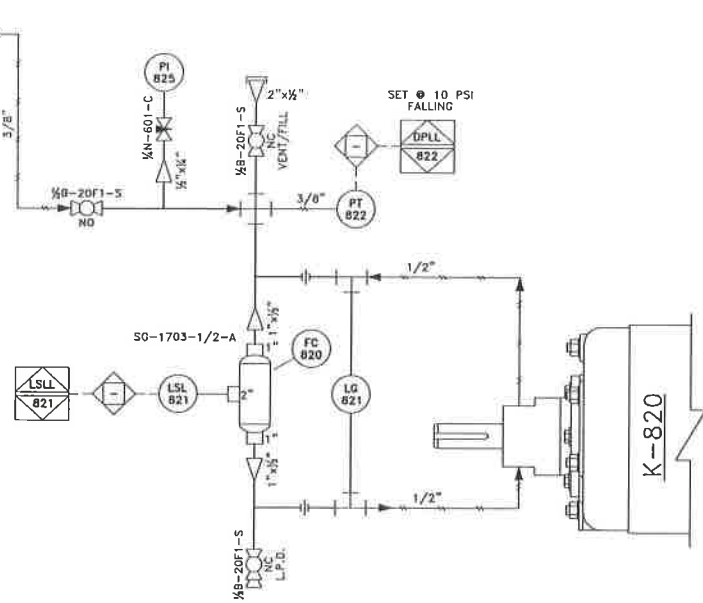 3/8"
PI
825
¼N-601-C
½"x¼"
½B-20F1-S
NO
2"x½"
½B-20F1-S
NC
VENT/FILL
SET @ 10 PSI
FALLING
-
DPLL
822
3/8"
PT
822
1/2"
1"x½"
SG-1703-1/2-A
1"
FC
820
LSLL
821
-
LSL
821
2"
LG
821
K-820
1"
1"x½"
1/2"
½B-20F1-S
NC
L.P.D.